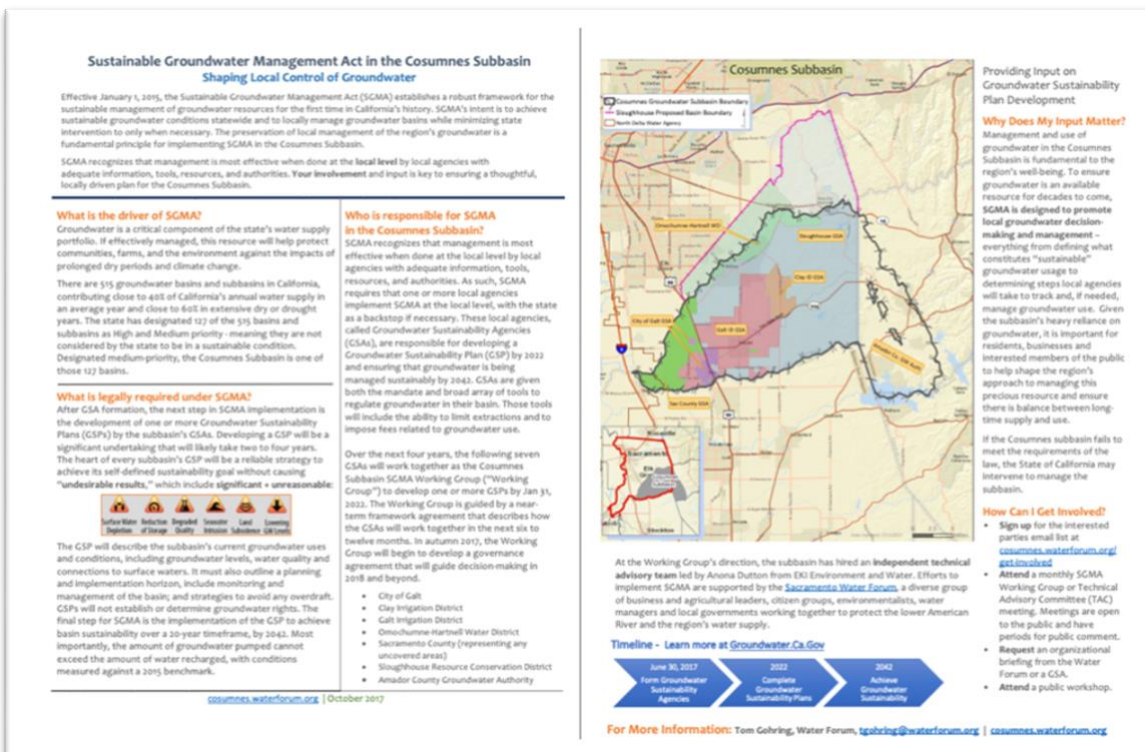 Sustainable Groundwater Management Act in the Cosumnes Subbasin
Shaping Local Control of Groundwater
Effective January 1, 2015, the Sustainable Groundwater Management Act (SGMA) establishes a robust framework for the
sustainable management of groundwater resources for the first time in California's history. SGMA's intent is to achieve
sustainable groundwater conditions statewide and to locally manage groundwater basins while minimizing state
intervention to only when necessary. The preservation of local management of the region's groundwater is a
fundamental principle for implementing SGMA in the Cosumnes Subbasin.
SGMA recognizes that management is most effective when done at the local level by local agencies with
adequate information, tools, resources, and authorities. Your involvement and input is key to ensuring a thoughtful,
locally driven plan for the Cosumnes Subbasin.
What is the driver of SGMA?
Groundwater is a critical component of the state's water supply
portfolio. If effectively managed, this resource will help protect
communities, farms, and the environment against the impacts of
prolonged dry periods and climate change.
There are 515 groundwater basins and subbasins in California,
contributing close to 40% of California's annual water supply in
an average year and close to 60% in extensive dry or drought
years. The state has designated 127 of the 515 basins and
subbasins as High and Medium priority - meaning they are not
considered by the state to be in a sustainable condition.
Designated medium-priority, the Cosumnes Subbasin is one of
those 127 basins.
What is legally required under SGMA?
After GSA formation, the next step in SGMA implementation is
the development of one or more Groundwater Sustainability
Plans (GSPs) by the subbasin's GSAs. Developing a GSP will be a
significant undertaking that will likely take two to four years.
The heart of every subbasin's GSP will be a reliable strategy to
achieve its self-defined sustainability goal without causing
"undesirable results," which include significant + unreasonable:
Surface Water Depletion
Reduction of Storage
Degraded Quality
Seawater Intrusion
Land Subsidence
Lowering GW Levels
The GSP will describe the subbasin's current groundwater uses
and conditions, including groundwater levels, water quality and
connections to surface waters. It must also outline a planning
and implementation horizon, include monitoring and
management of the basin; and strategies to avoid any overdraft.
GSPs will not establish or determine groundwater rights. The
final step for SGMA is the implementation of the GSP to achieve
basin sustainability over a 20-year timeframe, by 2042. Most
importantly, the amount of groundwater pumped cannot
exceed the amount of water recharged, with conditions
measured against a 2015 benchmark.
Who is responsible for SGMA
in the Cosumnes Subbasin?
SGMA recognizes that management is most
effective when done at the local level by local
agencies with adequate information, tools,
resources, and authorities. As such, SGMA
requires that one or more local agencies
implement SGMA at the local level, with the state
as a backstop if necessary. These local agencies,
called Groundwater Sustainability Agencies
(GSAs), are responsible for developing a
Groundwater Sustainability Plan (GSP) by 2022
and ensuring that groundwater is being
managed sustainably by 2042. GSAs are given
both the mandate and broad array of tools to
regulate groundwater in their basin. Those tools
will include the ability to limit extractions and to
impose fees related to groundwater use.
Over the next four years, the following seven
GSAs will work together as the Cosumnes
Subbasin SGMA Working Group ("Working
Group") to develop one or more GSPs by Jan 31,
2022. The Working Group is guided by a near-
term framework agreement that describes how
the GSAs will work together in the next six to
twelve months. In autumn 2017, the Working
Group will begin to develop a governance
agreement that will guide decision-making in
2018 and beyond.
• City of Galt
• Clay Irrigation District
• Galt Irrigation District
• Omochumne-Hartnell Water District
• Sacramento County (representing any
uncovered areas)
• Sloughhouse Resource Conservation District
• Amador County Groundwater Authority
cosumnes.waterforum.org | October 2017
Cosumnes Subbasin
Cosumnes Groundwater Subbasin Boundary
Sloughhouse Proposed Basin Boundary
North Delta Water Agency
Omochumne-Hartnell WD
Sloughhouse GSA
Clay ID GSA
City of Galt GSA
Galt ID GSA
Sac County GSA
At the Working Group's direction, the subbasin has hired an independent technical
advisory team led by Anona Dutton from EKI Environment and Water. Efforts to
implement SGMA are supported by the Sacramento Water Forum, a diverse group
of business and agricultural leaders, citizen groups, environmentalists, water
managers and local governments working together to protect the lower American
River and the region's water supply.
Timeline - Learn more at Groundwater.Ca.Gov
June 30, 2017
Form Groundwater
Sustainability
Agencies
2022
Complete
Groundwater
Sustainability Plans
2042
Achieve
Groundwater
Sustainability
Providing Input on
Groundwater Sustainability
Plan Development
Why Does My Input Matter?
Management and use of
groundwater in the Cosumnes
Subbasin is fundamental to the
region's well-being. To ensure
groundwater is an available
resource for decades to come,
SGMA is designed to promote
local groundwater decision-
making and management –
everything from defining what
constitutes "sustainable"
groundwater usage to
determining steps local agencies
will take to track and, if needed,
manage groundwater use. Given
the subbasin's heavy reliance on
groundwater, it is important for
residents, businesses and
interested members of the public
to help shape the region's
approach to managing this
precious resource and ensure
there is balance between long-
time supply and use.
If the Cosumnes subbasin fails to
meet the requirements of the
law, the State of California may
intervene to manage the
subbasin.
How Can I Get Involved?
• Sign up for the interested
parties email list at
cosumnes.waterforum.org/
get-involved
• Attend a monthly SGMA
Working Group or Technical
Advisory Committee (TAC)
meeting. Meetings are open
to the public and have
periods for public comment.
• Request an organizational
briefing from the Water
Forum or a GSA.
• Attend a public workshop.
For More Information: Tom Gohring, Water Forum, tgohring@waterforum.org | cosumnes.waterforum.org